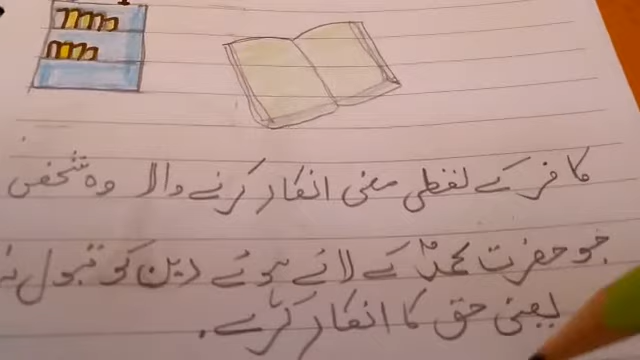 کافر کے لفظی معنی انکار کرنے والا وہ شخص
جو حضرت محمدؐ کے لائے ہوئے دین کو قبول نہ
یعنی حق کا انکار کرے۔